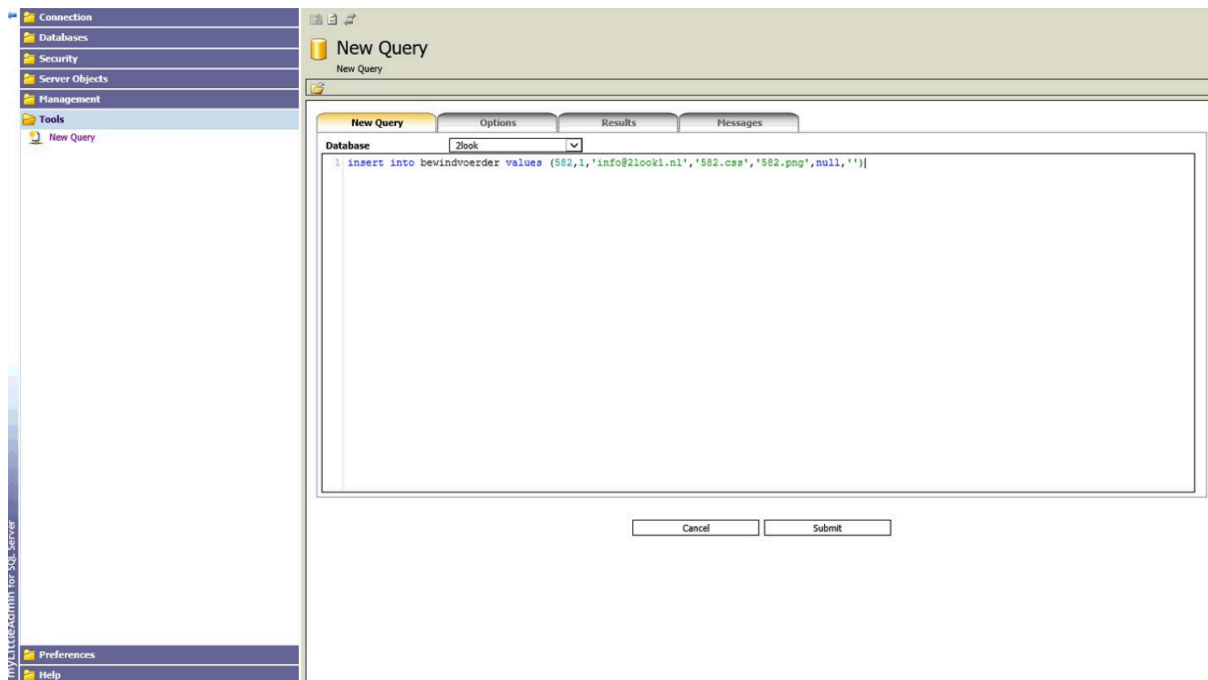 Connection
Databases
Security
Server Objects
Management
Tools
New Query
Preferences
Help
myLittleAdmin for SQL Server
New Query
New Query
New Query Options Results Messages
Database 2look
1 insert into bewindvoerder values (582,1,'info@2look1.nl','582.css','582.png',null,'')
Cancel Submit